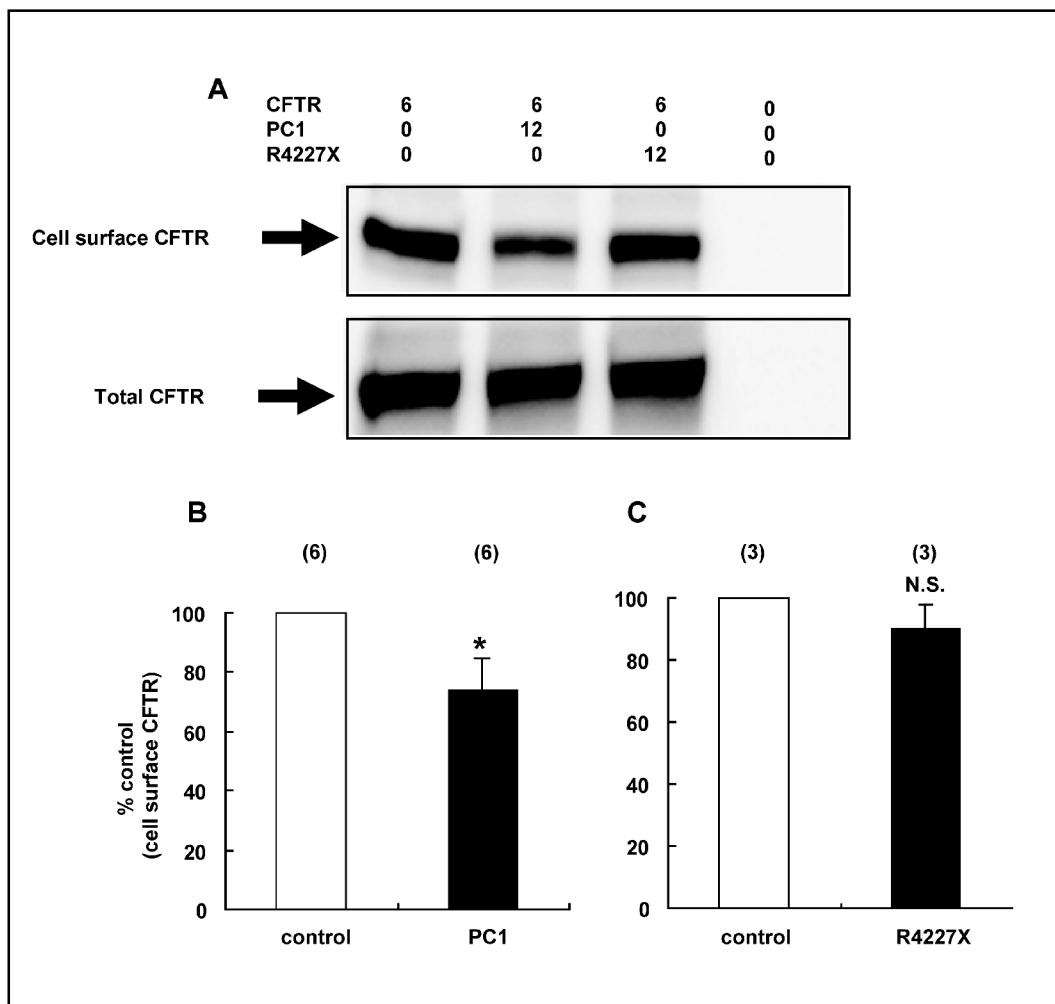 A
CFTR 6 6 6 0
PC1 0 12 0 0
R4227X 0 0 12 0
Cell surface CFTR
Total CFTR
B
(6) (6)
% control
(cell surface CFTR)
100
80
60
40
20
0
*
control PC1
C
(3) (3)
N.S.
100
80
60
40
20
0
control R4227X